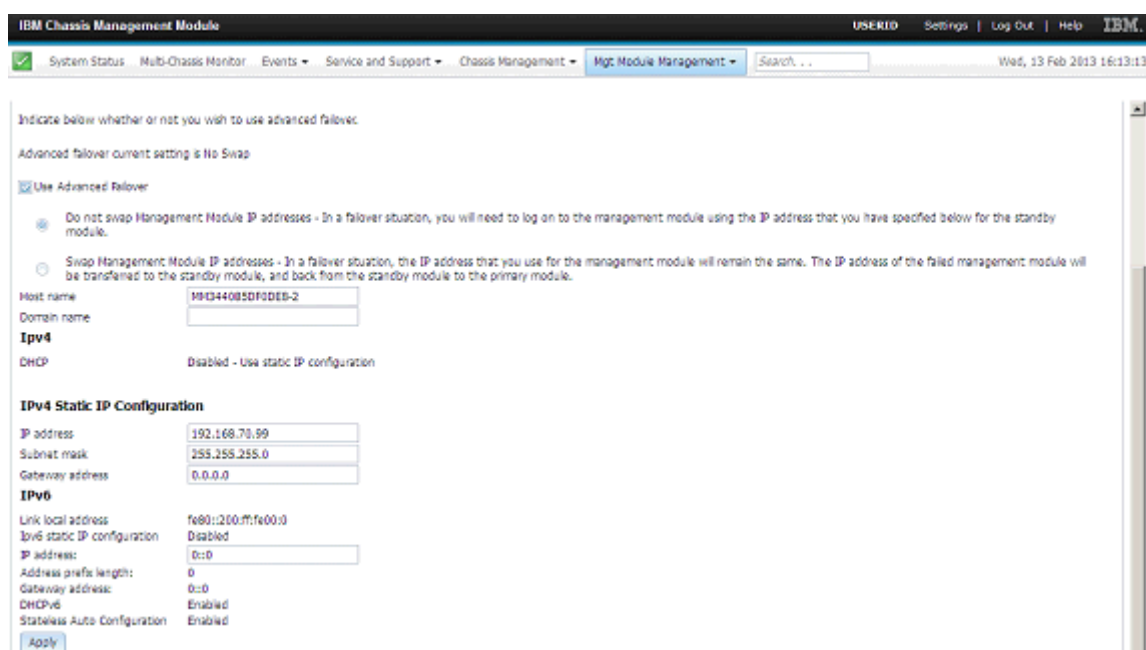 IBM Chassis Management Module USERID Settings | Log Out | Help IBM.
System Status Multi-Chassis Monitor Events Service and Support Chassis Management Mgt Module Management Search... Wed, 13 Feb 2013 16:13:13
Indicate below whether or not you wish to use advanced failover.
Advanced failover current setting is No Swap
Use Advanced Failover
Do not swap Management Module IP addresses - In a failover situation, you will need to log on to the management module using the IP address that you have specified below for the standby
module.
Swap Management Module IP addresses - In a failover situation, the IP address that you use for the management module will remain the same. The IP address of the failed management module will
be transferred to the standby module, and back from the standby module to the primary module.
Host name
Domain name
Ipv4
DHCP Disabled - Use static IP configuration
IPv4 Static IP Configuration
IP address 192.168.70.99
Subnet mask 255.255.255.0
Gateway address 0.0.0.0
IPv6
Link local address fe80::200:ff:fe00:0
Ipv6 static IP configuration Disabled
IP address: 0::0
Address prefix length: 0
Gateway address: 0::0
DHCPv6 Enabled
Stateless Auto Configuration Enabled
Apply